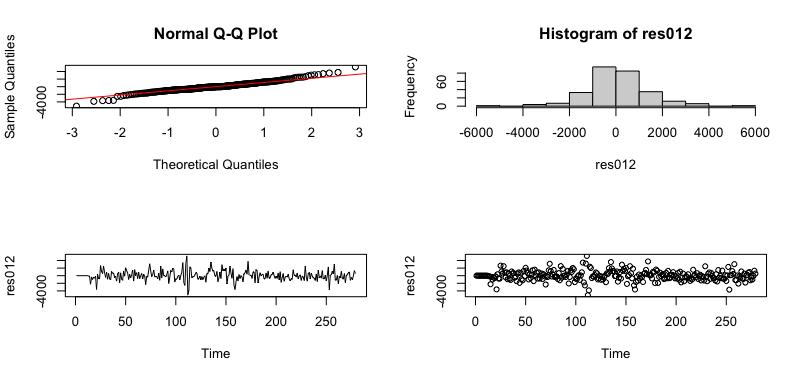 Normal Q-Q Plot
Sample Quantiles
-4000
-3 -2 -1 0 1 2 3
Theoretical Quantiles
Histogram of res012
Frequency
0 60
-6000 -4000 -2000 0 2000 4000 6000
res012
res012
-4000
0 50 100 150 200 250
Time
res012
-4000
0 50 100 150 200 250
Time